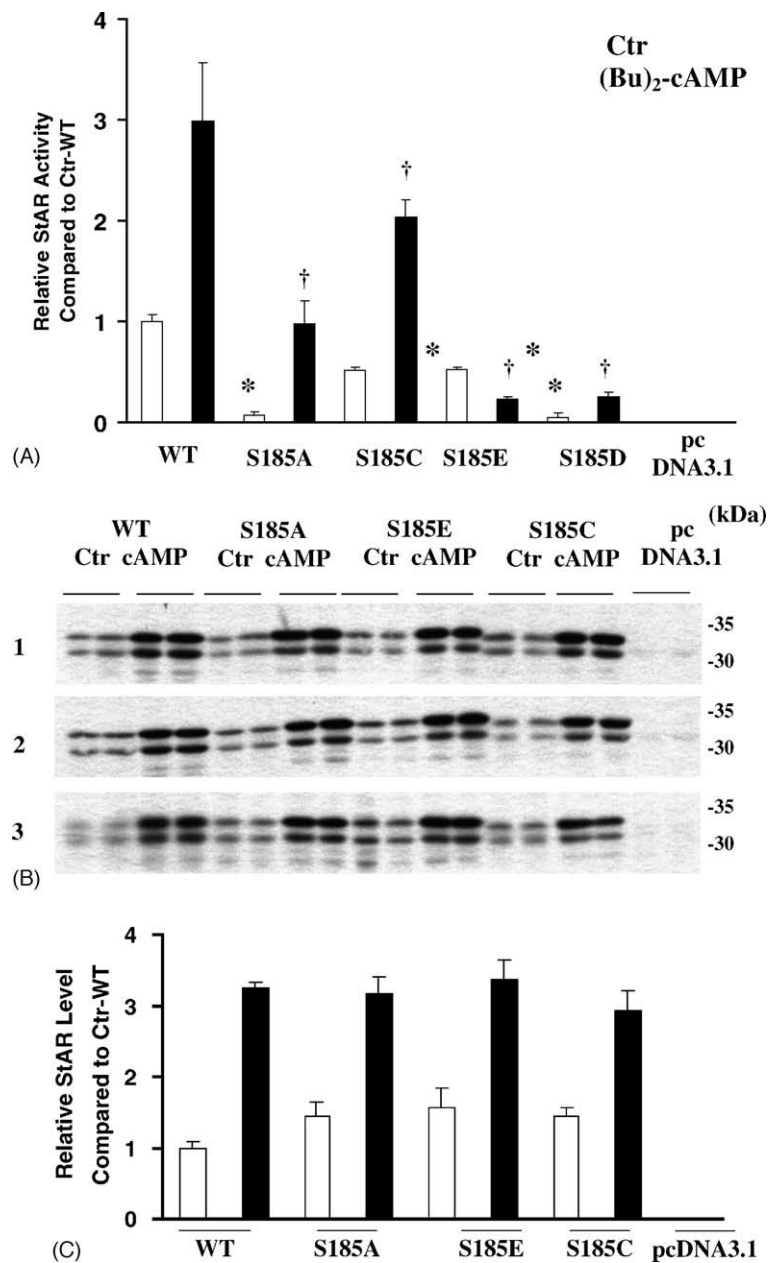 Ctr
(Bu)₂-cAMP
Relative StAR Activity
Compared to Ctr-WT
4
3
2
1
0
†
†
*
*
†
*
*
†
(A)
WT
S185A
S185C
S185E
S185D
pc
DNA3.1
WT S185A S185E S185C pc (kDa)
Ctr cAMP Ctr cAMP Ctr cAMP Ctr cAMP DNA3.1
1
-35
-30
2
-35
-30
3
-35
-30
(B)
Relative StAR Level
Compared to Ctr-WT
4
3
2
1
0
(C)
WT
S185A
S185E
S185C
pcDNA3.1